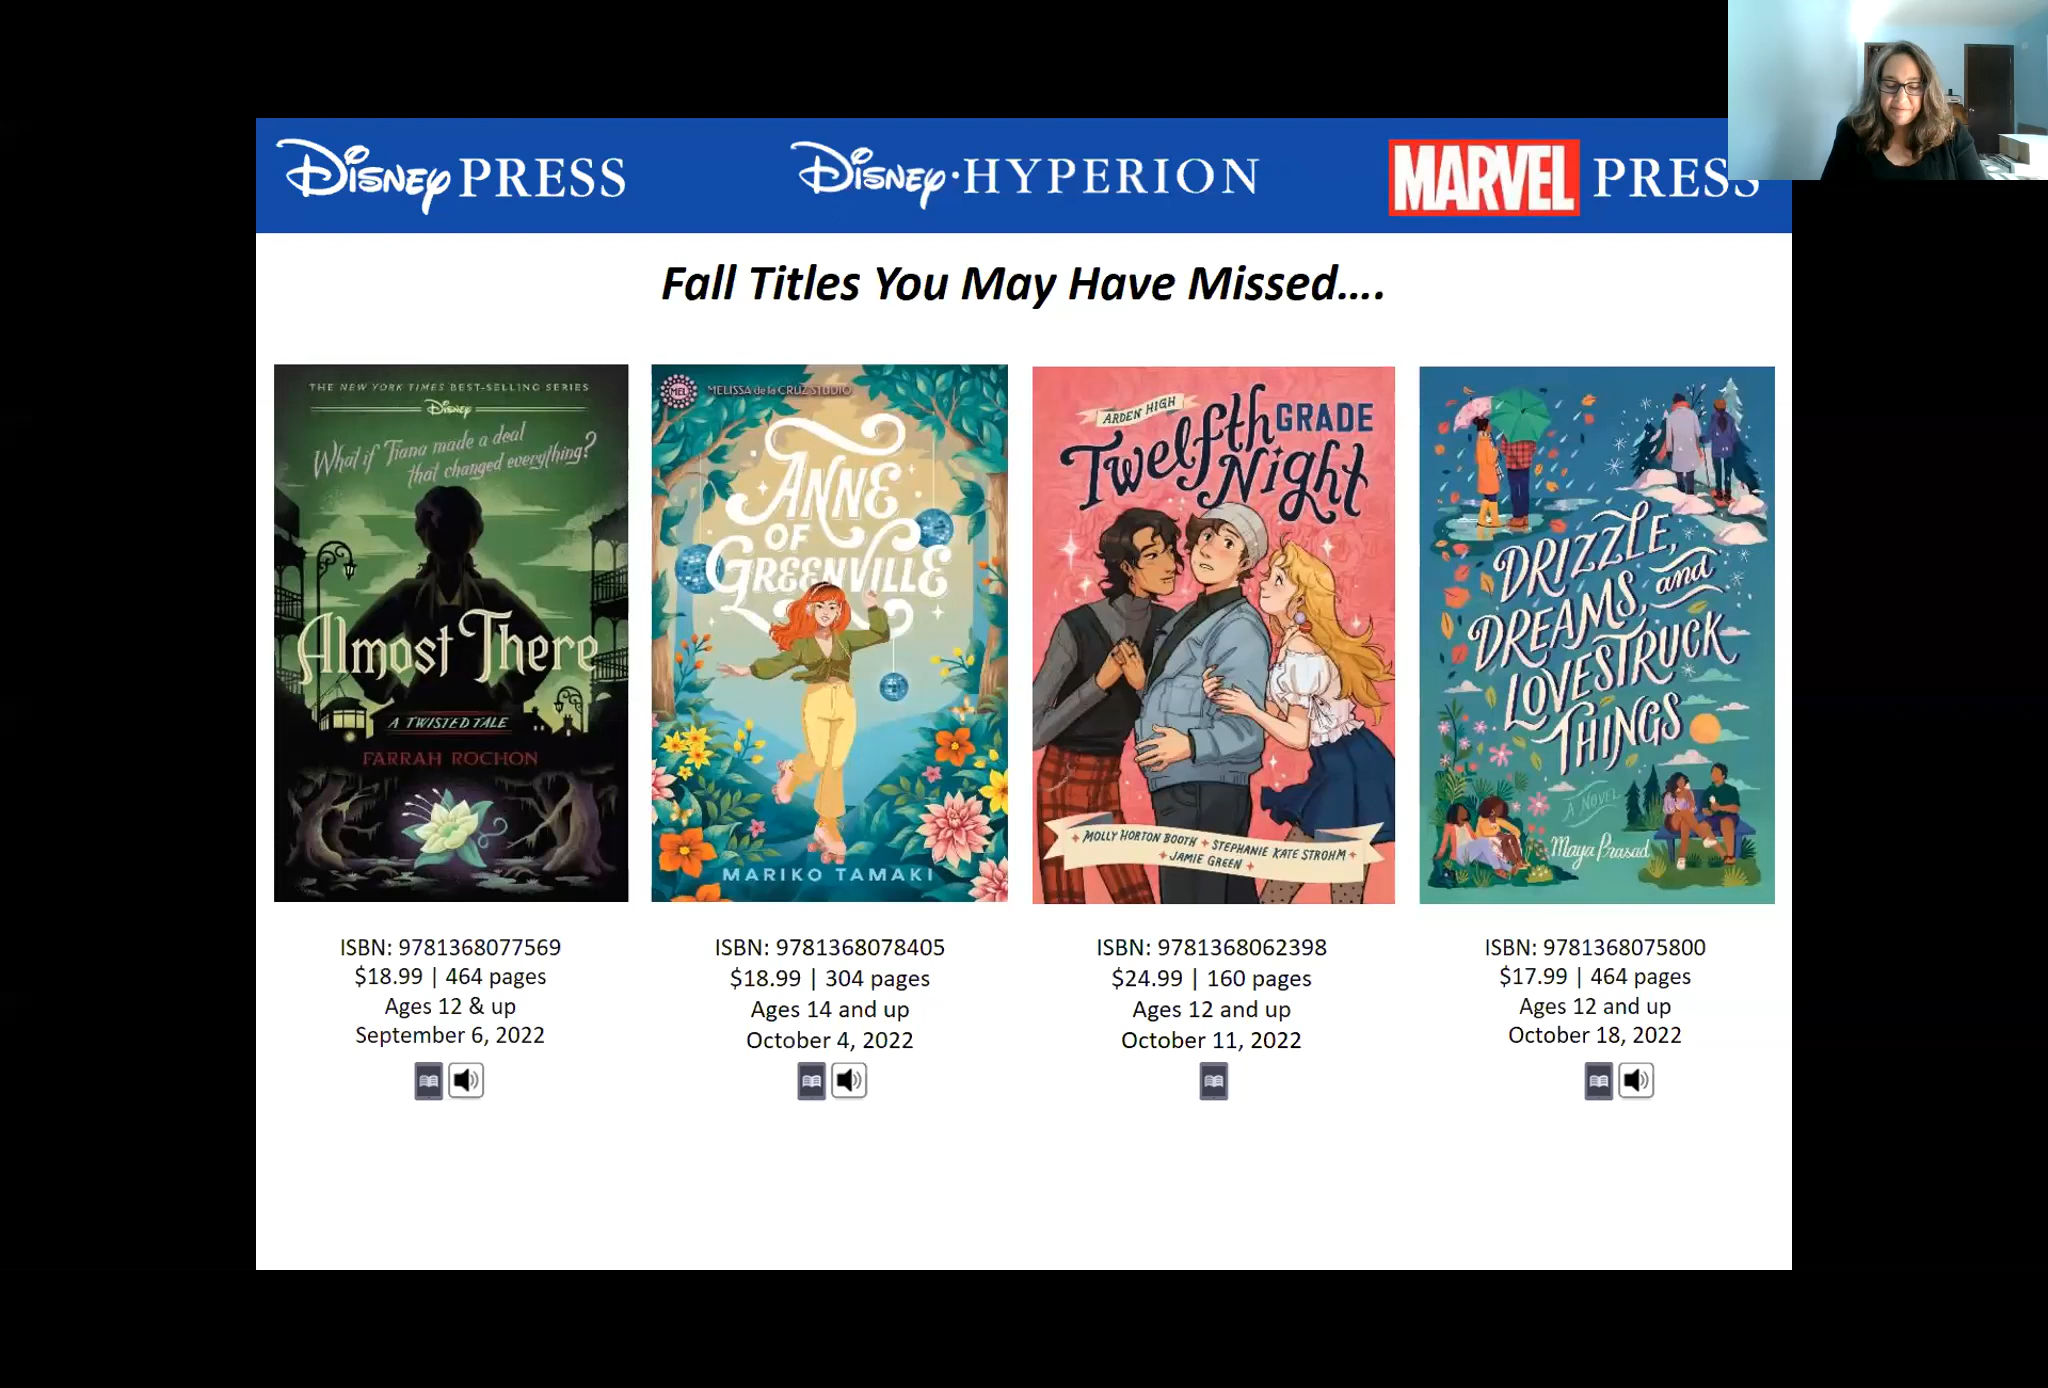 Disney PRESS
Disney · HYPERION
MARVEL PRESS
Fall Titles You May Have Missed....
THE NEW YORK TIMES BEST-SELLING SERIES
Disney
What if Tiana made a deal
that changed everything?
Almost There
A TWISTED TALE
FARRAH ROCHON
ISBN: 9781368077569
$18.99 | 464 pages
Ages 12 & up
September 6, 2022
MEL
MELISSA de la CRUZ STUDIO
ANNE
OF
GREENVILLE
MARIKO TAMAKI
ISBN: 9781368078405
$18.99 | 304 pages
Ages 14 and up
October 4, 2022
ARDEN HIGH
Twelfth GRADE
Night
MOLLY HORTON BOOTH + STEPHANIE KATE STROHM +
+ JAMIE GREEN +
ISBN: 9781368062398
$24.99 | 160 pages
Ages 12 and up
October 11, 2022
DRIZZLE,
DREAMS, and
LOVESTRUCK
THINGS
A NOVEL
Maya Prasad
ISBN: 9781368075800
$17.99 | 464 pages
Ages 12 and up
October 18, 2022